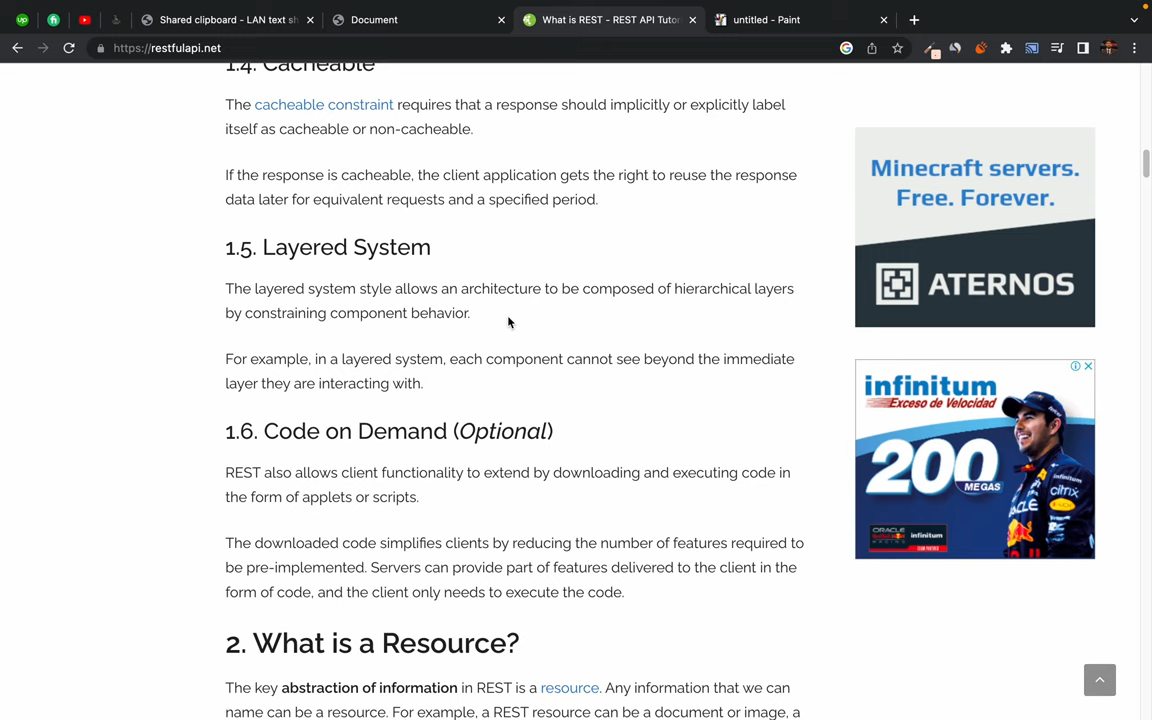 Shared clipboard - LAN text sh
Document
What is REST - REST API Tutor
untitled - Paint
https://restfulapi.net
1.4. Cacheable
The cacheable constraint requires that a response should implicitly or explicitly label
itself as cacheable or non-cacheable.
If the response is cacheable, the client application gets the right to reuse the response
data later for equivalent requests and a specified period.
1.5. Layered System
The layered system style allows an architecture to be composed of hierarchical layers
by constraining component behavior.
For example, in a layered system, each component cannot see beyond the immediate
layer they are interacting with.
1.6. Code on Demand (Optional)
REST also allows client functionality to extend by downloading and executing code in
the form of applets or scripts.
The downloaded code simplifies clients by reducing the number of features required to
be pre-implemented. Servers can provide part of features delivered to the client in the
form of code, and the client only needs to execute the code.
2. What is a Resource?
The key abstraction of information in REST is a resource. Any information that we can
name can be a resource. For example, a REST resource can be a document or image, a
Minecraft servers.
Free. Forever.
ATERNOS
infinitum
Exceso de Velocidad
200
MEGAS
citrix
ORACLE
infinitum